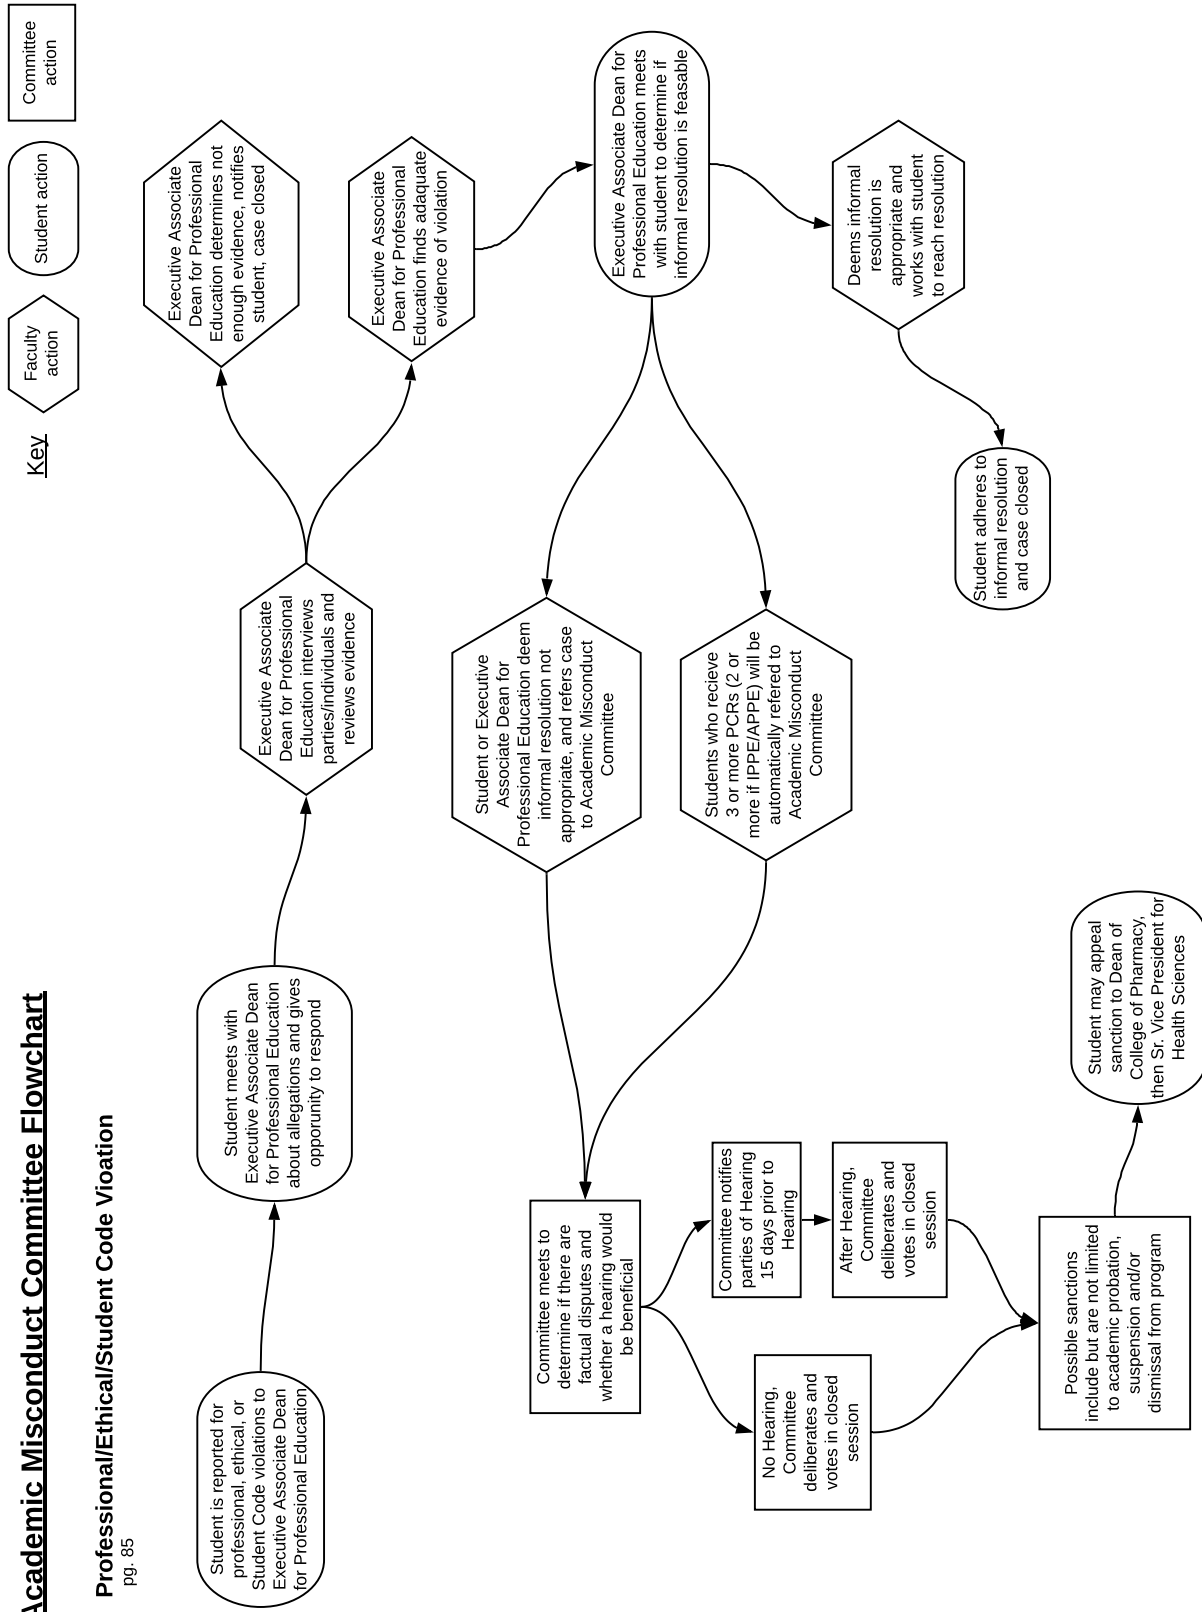 Academic Misconduct Committee Flowchart
Key
Faculty
action
Student action
Committee
action
Professional/Ethical/Student Code Vioation
pg. 85
Student is reported for
professional, ethical, or
Student Code violations to
Executive Associate Dean
for Professional Education
Student meets with
Executive Associate Dean
for Professional Education
about allegations and gives
opporunity to respond
Executive Associate
Dean for Professional
Education interviews
parties/individuals and
reviews evidence
Executive Associate
Dean for Professional
Education determines not
enough evidence, notifies
student, case closed
Executive Associate
Dean for Professional
Education finds adaquate
evidence of violation
Executive Associate Dean for
Professional Education meets
with student to determine if
informal resolution is feasable
Student or Executive
Associate Dean for
Professional Education deem
informal resolution not
appropriate, and refers case
to Academic Misconduct
Committee
Students who recieve
3 or more PCRs (2 or
more if IPPE/APPE) will be
automatically referred to
Academic Misconduct
Committee
Deems informal
resolution is
appropriate and
works with student
to reach resolution
Student adheres to
informal resolution
and case closed
Committee meets to
determine if there are
factual disputes and
whether a hearing would
be beneficial
Committee notifies
parties of Hearing
15 days prior to
Hearing
After Hearing,
Committee
deliberates and
votes in closed
session
No Hearing,
Committee
deliberates and
votes in closed
session
Possible sanctions
include but are not limited
to academic probation,
suspension and/or
dismissal from program
Student may appeal
sanction to Dean of
College of Pharmacy,
then Sr. Vice President for
Health Sciences